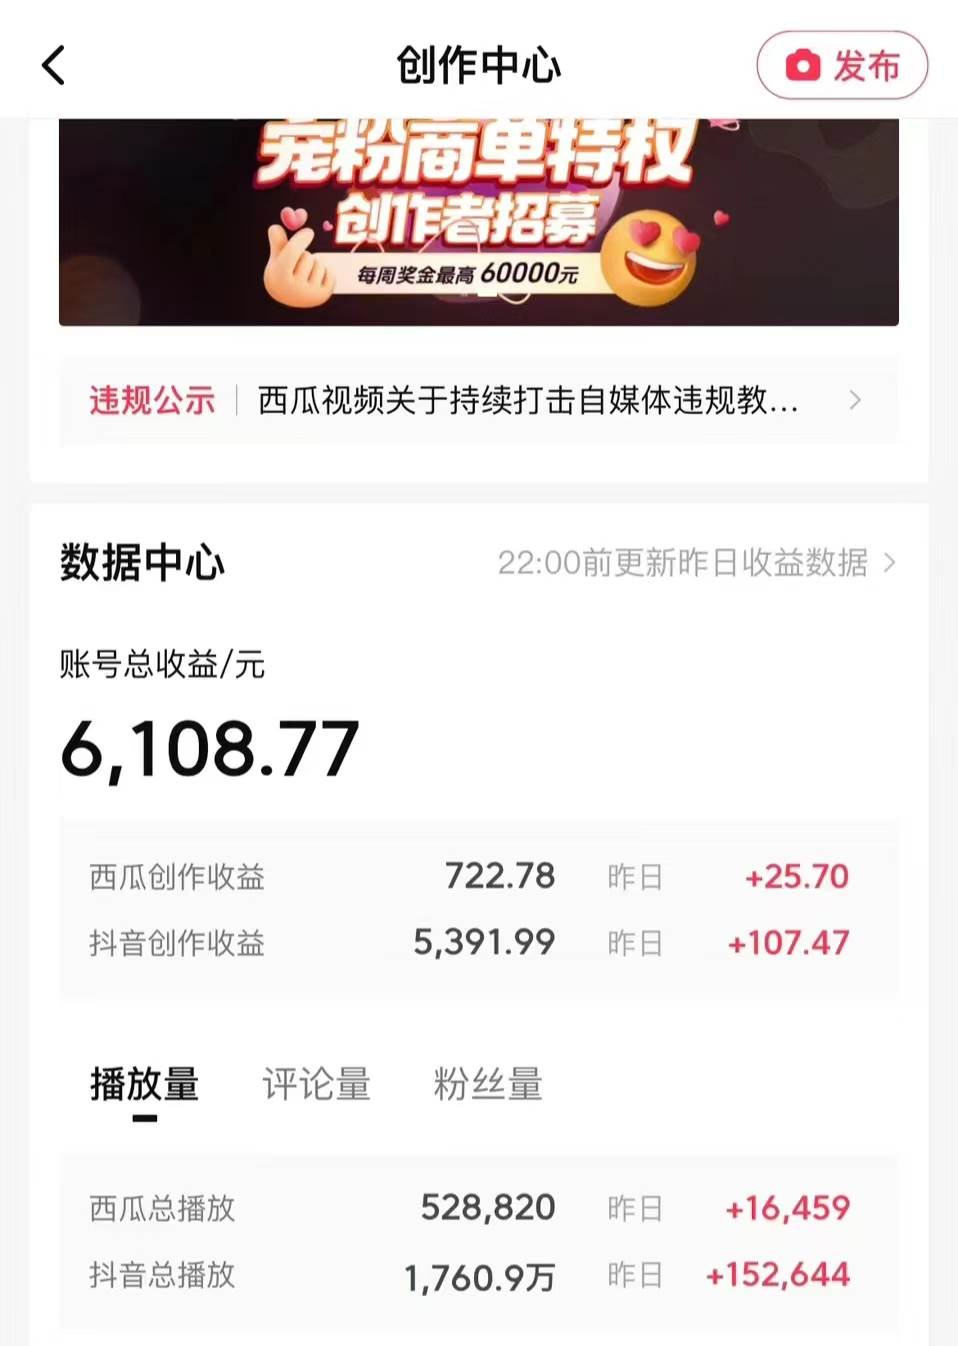 创作中心
发布
宠粉商单特权
创作者招募
每周奖金最高60000元
违规公示
西瓜视频关于持续打击自媒体违规教...
数据中心
22:00前更新昨日收益数据
账号总收益/元
6,108.77
西瓜创作收益 722.78 昨日 +25.70
抖音创作收益 5,391.99 昨日 +107.47
播放量 评论量 粉丝量
西瓜总播放 528,820 昨日 +16,459
抖音总播放 1,760.9万 昨日 +152,644